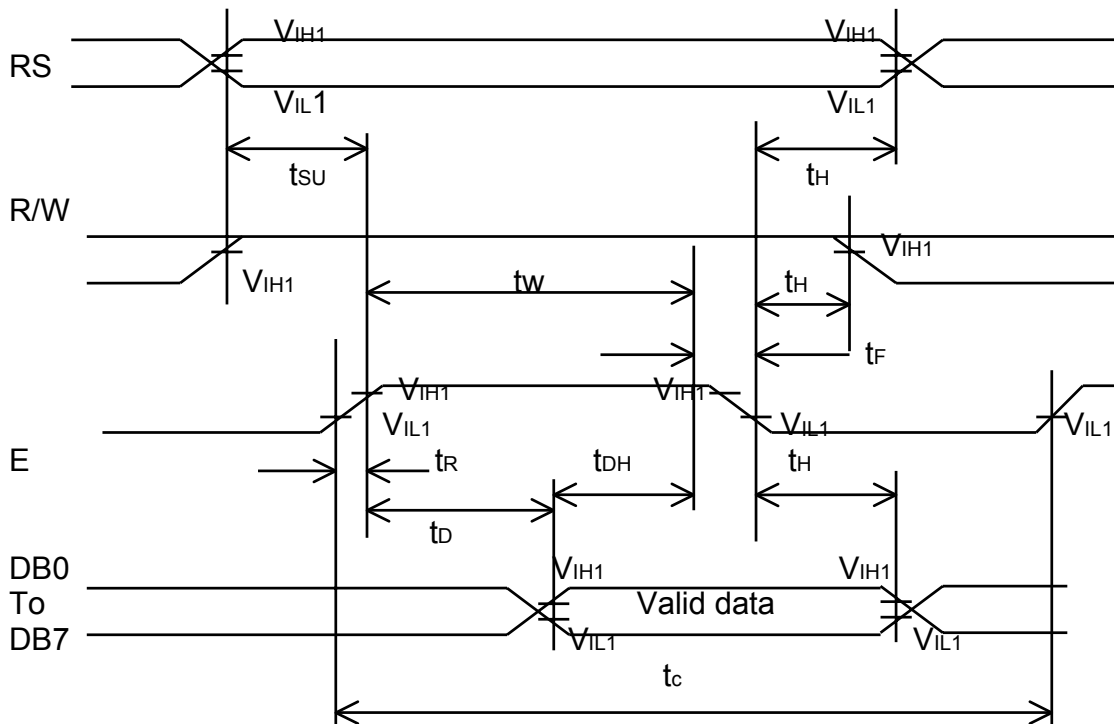 VIH1 VIH1
RS
VIL1 VIL1
tSU tH
R/W
VIH1
VIH1 tW tH
tF
VIH1 VIH1
VIL1 VIL1 VIL1
E tR tDH tH
tD
DB0 VIH1 VIH1
To Valid data
DB7 VIL1 VIL1
tc